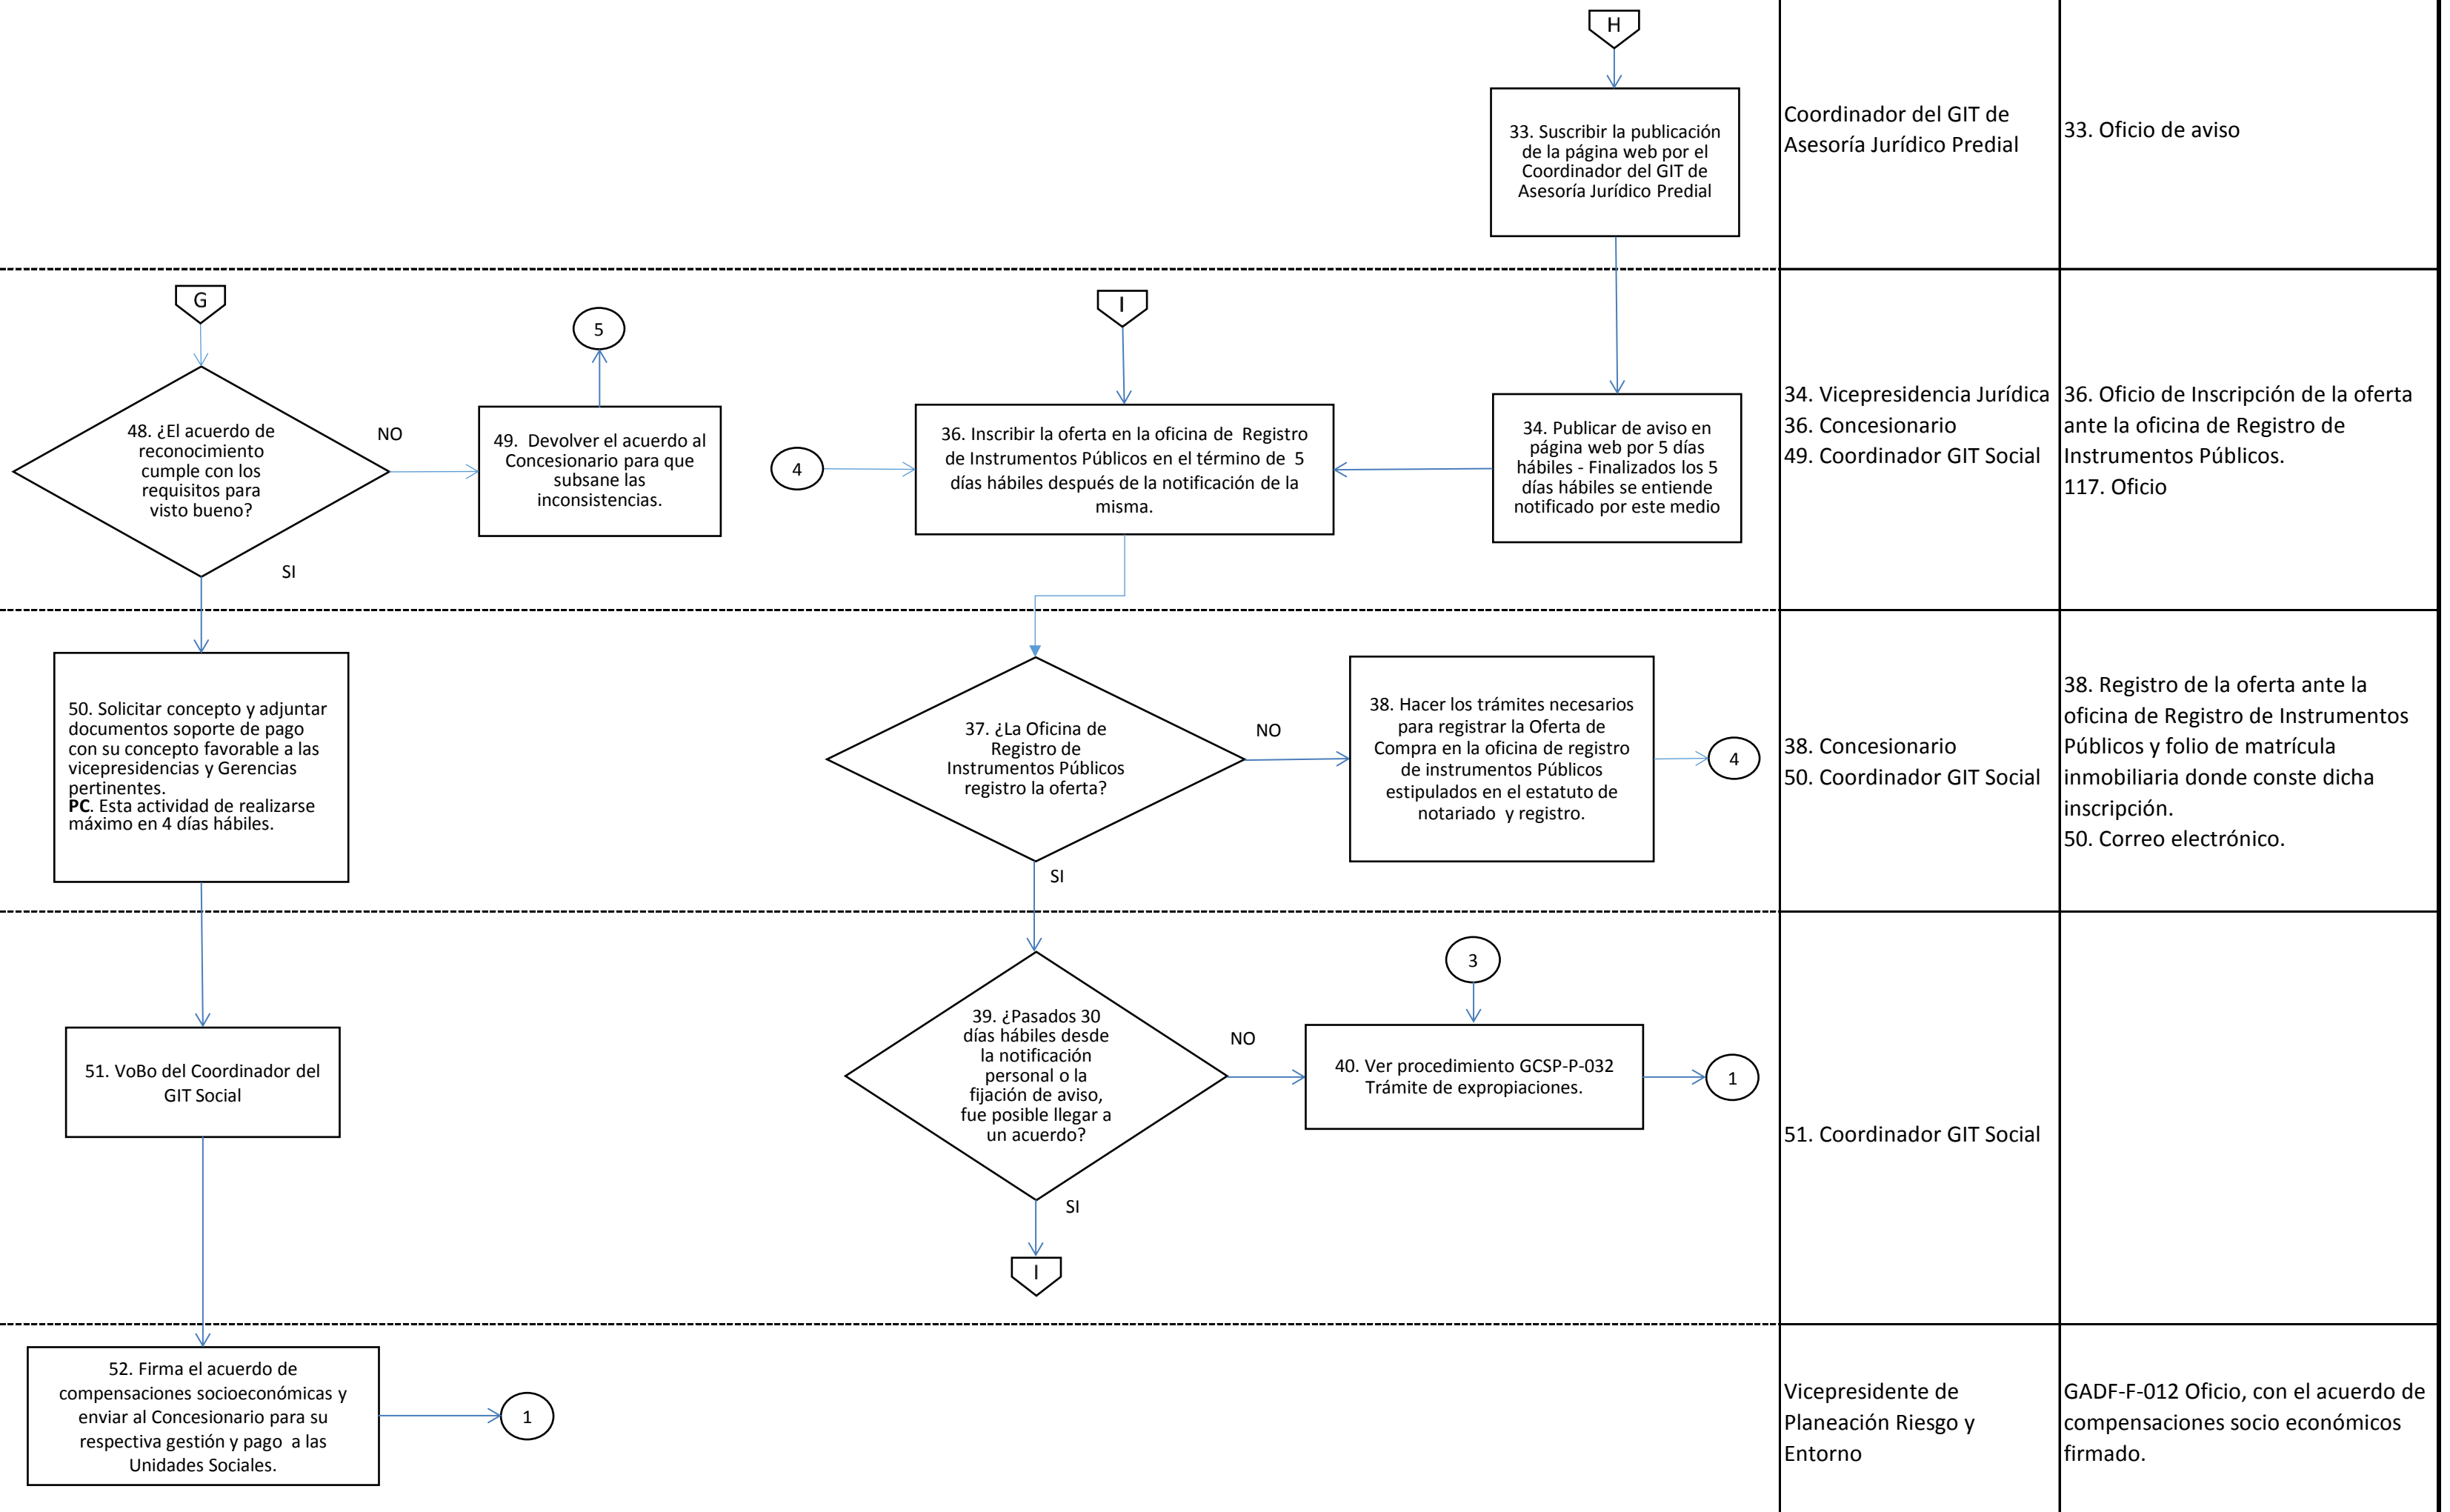 H
33. Suscribir la publicación
de la página web por el
Coordinador del GIT de
Asesoría Jurídico Predial
Coordinador del GIT de
Asesoría Jurídico Predial
33. Oficio de aviso
G
48. ¿El acuerdo de
reconocimiento
cumple con los
requisitos para
visto bueno?
NO
SI
5
49. Devolver el acuerdo al
Concesionario para que
subsane las
inconsistencias.
I
4
36. Inscribir la oferta en la oficina de Registro
de Instrumentos Públicos en el término de 5
días hábiles después de la notificación de la
misma.
34. Publicar de aviso en
página web por 5 días
hábiles - Finalizados los 5
días hábiles se entiende
notificado por este medio
34. Vicepresidencia Jurídica
36. Concesionario
49. Coordinador GIT Social
36. Oficio de Inscripción de la oferta
ante la oficina de Registro de
Instrumentos Públicos.
117. Oficio
50. Solicitar concepto y adjuntar
documentos soporte de pago
con su concepto favorable a las
vicepresidencias y Gerencias
pertinentes.
PC. Esta actividad de realizarse
máximo en 4 días hábiles.
37. ¿La Oficina de
Registro de
Instrumentos Públicos
registro la oferta?
NO
SI
38. Hacer los trámites necesarios
para registrar la Oferta de
Compra en la oficina de registro
de instrumentos Públicos
estipulados en el estatuto de
notariado y registro.
4
38. Concesionario
50. Coordinador GIT Social
38. Registro de la oferta ante la
oficina de Registro de Instrumentos
Públicos y folio de matrícula
inmobiliaria donde conste dicha
inscripción.
50. Correo electrónico.
51. VoBo del Coordinador del
GIT Social
39. ¿Pasados 30
días hábiles desde
la notificación
personal o la
fijación de aviso,
fue posible llegar a
un acuerdo?
NO
SI
3
40. Ver procedimiento GCSP-P-032
Trámite de expropiaciones.
1
I
51. Coordinador GIT Social
52. Firma el acuerdo de
compensaciones socioeconómicas y
enviar al Concesionario para su
respectiva gestión y pago a las
Unidades Sociales.
1
Vicepresidente de
Planeación Riesgo y
Entorno
GADF-F-012 Oficio, con el acuerdo de
compensaciones socio económicos
firmado.